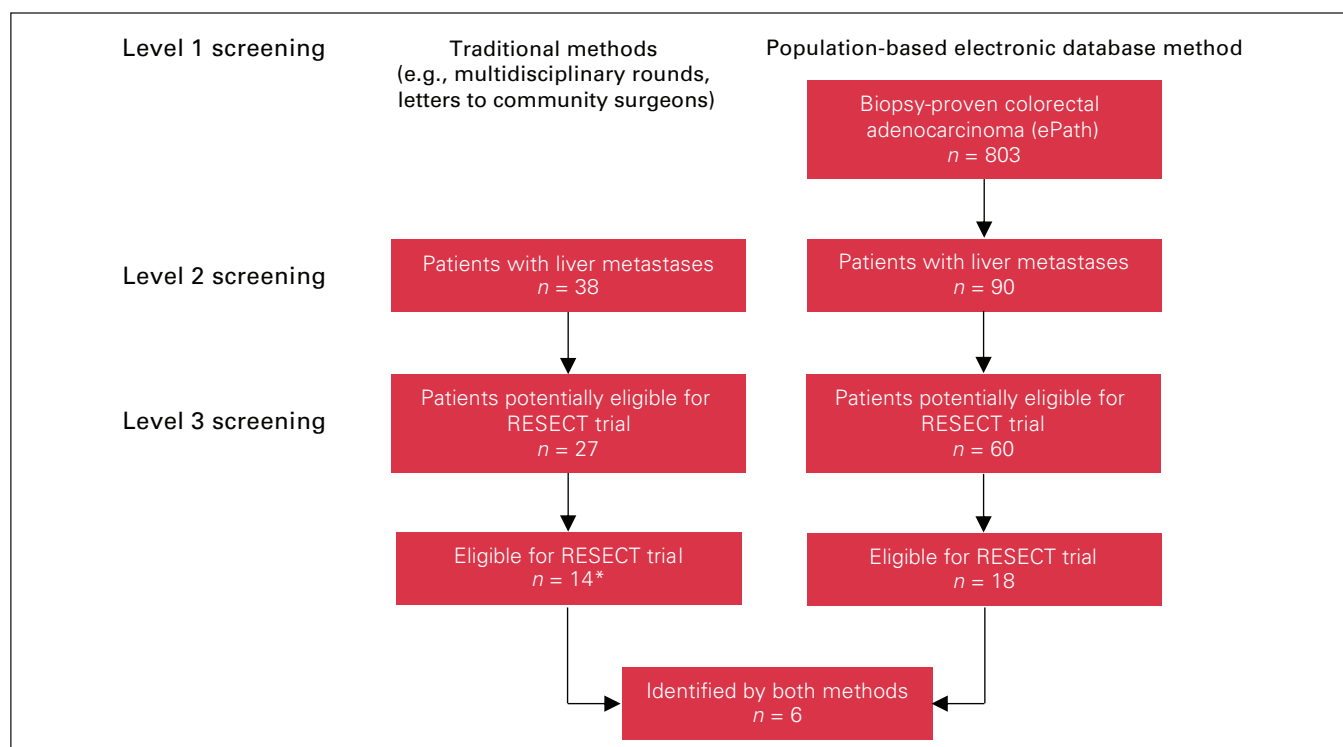 Level 1 screening
Traditional methods
(e.g., multidisciplinary rounds,
letters to community surgeons)
Population-based electronic database method
Biopsy-proven colorectal
adenocarcinoma (ePath)
n = 803
Level 2 screening
Patients with liver metastases
n = 38
Patients with liver metastases
n = 90
Level 3 screening
Patients potentially eligible for
RESECT trial
n = 27
Patients potentially eligible for
RESECT trial
n = 60
Eligible for RESECT trial
n = 14*
Eligible for RESECT trial
n = 18
Identified by both methods
n = 6